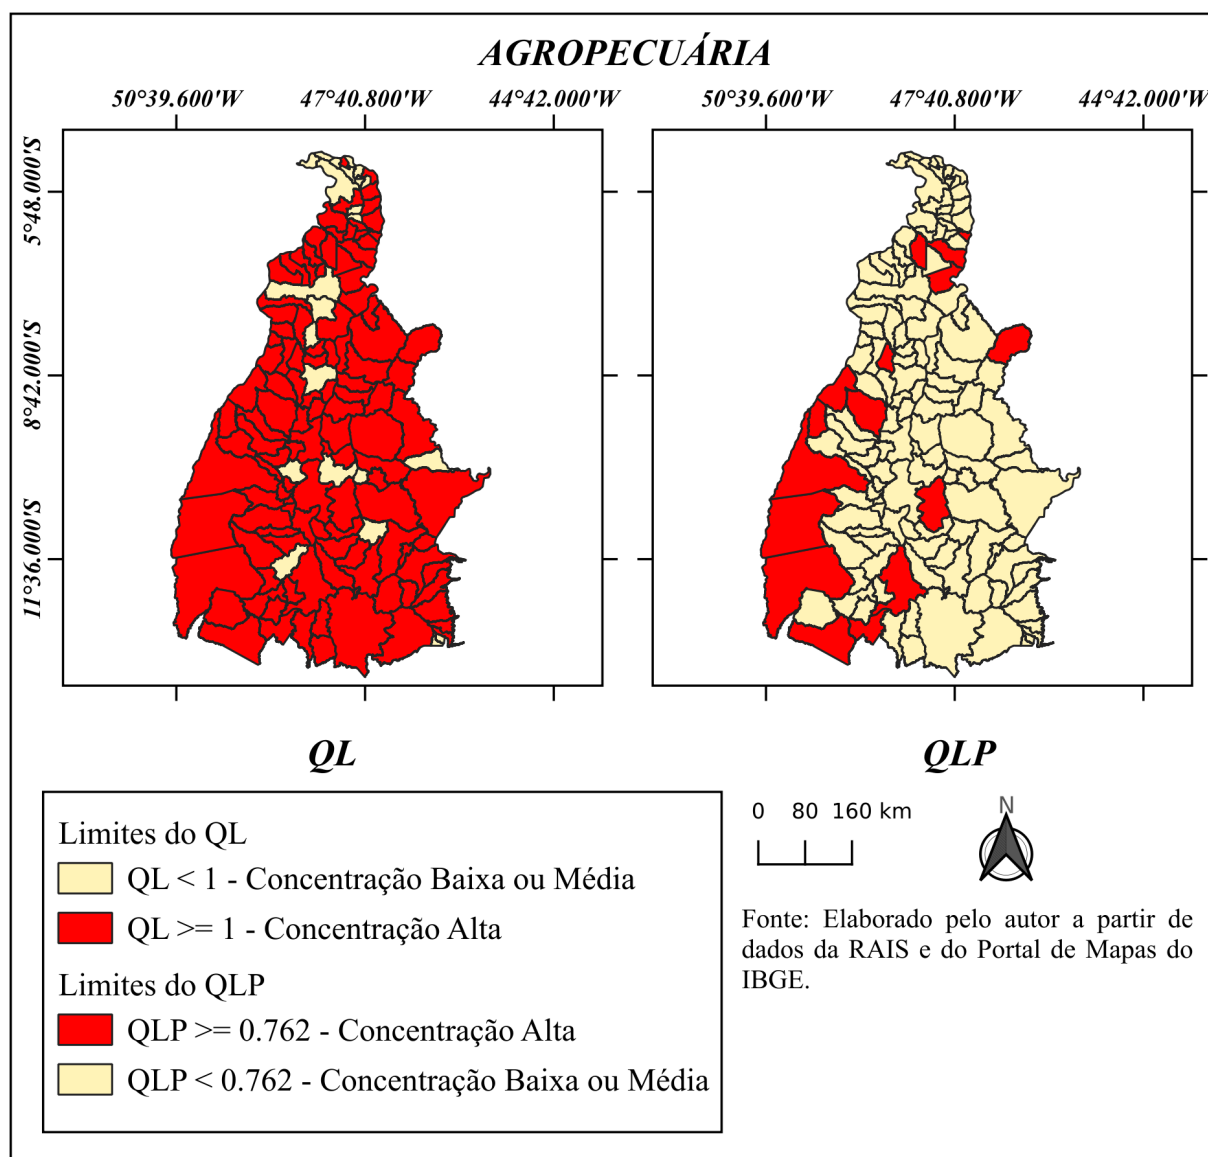 AGROPECUÁRIA
50°39.600'W 47°40.800'W 44°42.000'W 50°39.600'W 47°40.800'W 44°42.000'W
5°48.000'S
8°42.000'S
11°36.000'S
QL QLP
Limites do QL
QL < 1 - Concentração Baixa ou Média
QL >= 1 - Concentração Alta
Limites do QLP
QLP >= 0.762 - Concentração Alta
QLP < 0.762 - Concentração Baixa ou Média
0 80 160 km
N
Fonte: Elaborado pelo autor a partir de
dados da RAIS e do Portal de Mapas do
IBGE.